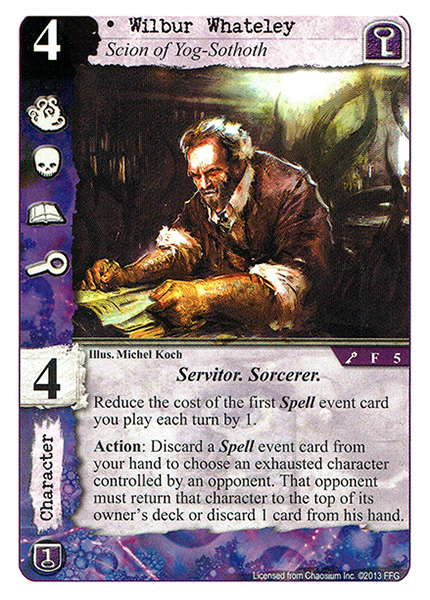 4
• Wilbur Whateley
Scion of Yog-Sothoth
Illus. Michel Koch
F 5
4
Servitor. Sorcerer.
Reduce the cost of the first Spell event card
you play each turn by 1.
Action: Discard a Spell event card from
your hand to choose an exhausted character
controlled by an opponent. That opponent
must return that character to the top of its
owner's deck or discard 1 card from his hand.
Character
1
Licensed from Chaosium Inc. ©2013 FFG